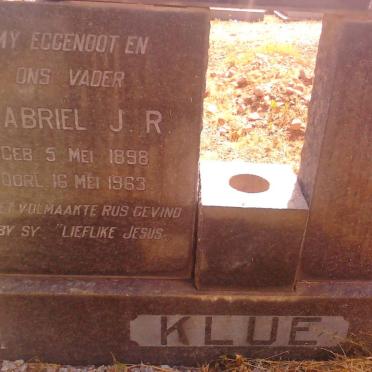 MY EGGENOOT EN
ONS VADER
ABRIEL J. R
GEB 5 MEI 1898
OORL. 16 MEI 1963
ET VOLMAAKTE RUS GEVIND
BY SY "LIEFLIKE JESUS
KLUE